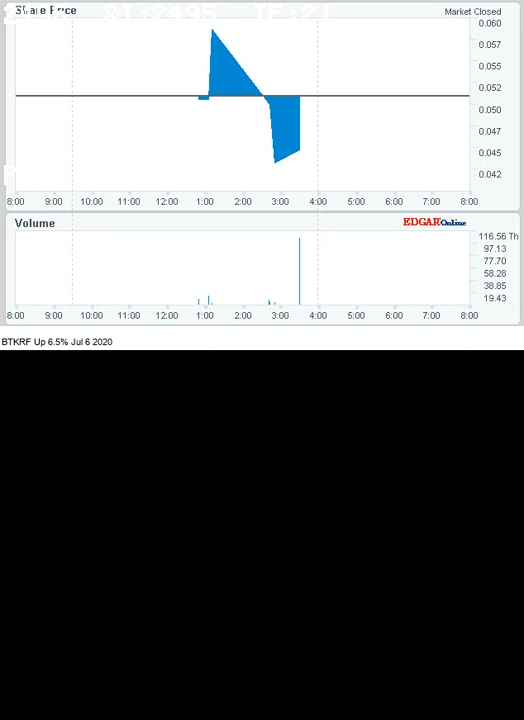 Share Price
Market Closed
0.060
0.057
0.055
0.052
0.050
0.047
0.045
0.042
8:00 9:00 10:00 11:00 12:00 1:00 2:00 3:00 4:00 5:00 6:00 7:00 8:00
Volume
EDGAR Online
116.56 Th
97.13
77.70
58.28
38.85
19.43
8:00 9:00 10:00 11:00 12:00 1:00 2:00 3:00 4:00 5:00 6:00 7:00 8:00
BTKRF Up 6.5% Jul 6 2020